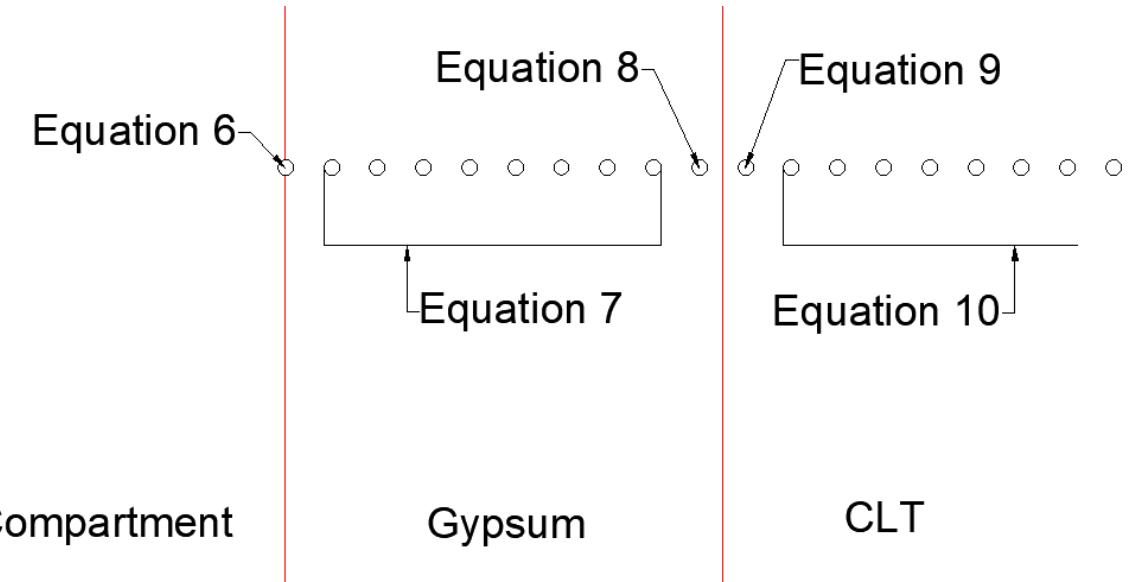 Equation 8
Equation 9
Equation 6
Equation 7
Equation 10
Compartment
Gypsum
CLT